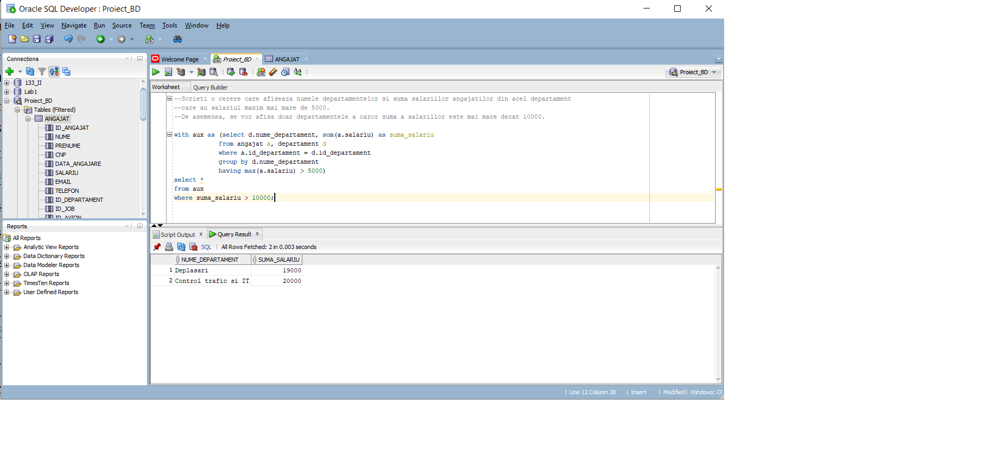 Oracle SQL Developer : Proiect_BD
File Edit View Navigate Run Source Team Tools Window Help
Connections
133_II
Lab1
Proiect_BD
Tables (Filtered)
ANGAJAT
ID_ANGAJAT
NUME
PRENUME
CNP
DATA_ANGAJARE
SALARIU
EMAIL
TELEFON
ID_DEPARTAMENT
ID_JOB
ID_AVION
Reports
All Reports
Analytic View Reports
Data Dictionary Reports
Data Modeler Reports
OLAP Reports
TimesTen Reports
User Defined Reports
Welcome Page Proiect_BD ANGAJAT
Proiect_BD
Worksheet Query Builder
--Scrieti o cerere care afiseaza numele departamentelor si suma salariilor angajatilor din acel departament
--care au salariul maxim mai mare de 5000.
--De asemenea, se vor afisa doar departamentele a caror suma a salariilor este mai mare decat 10000.
with aux as (select d.nume_departament, sum(a.salariu) as suma_salariu
from angajat a, departament d
where a.id_departament = d.id_departament
group by d.nume_departament
having max(a.salariu) > 5000)
select *
from aux
where suma_salariu > 10000;
Script Output x Query Result x
SQL | All Rows Fetched: 2 in 0.003 seconds
NUME_DEPARTAMENT SUMA_SALARIU
1 Deplasari 19000
2 Control trafic si IT 20000
| Line 12 Column 28 | Insert | Modified | Windows: CF